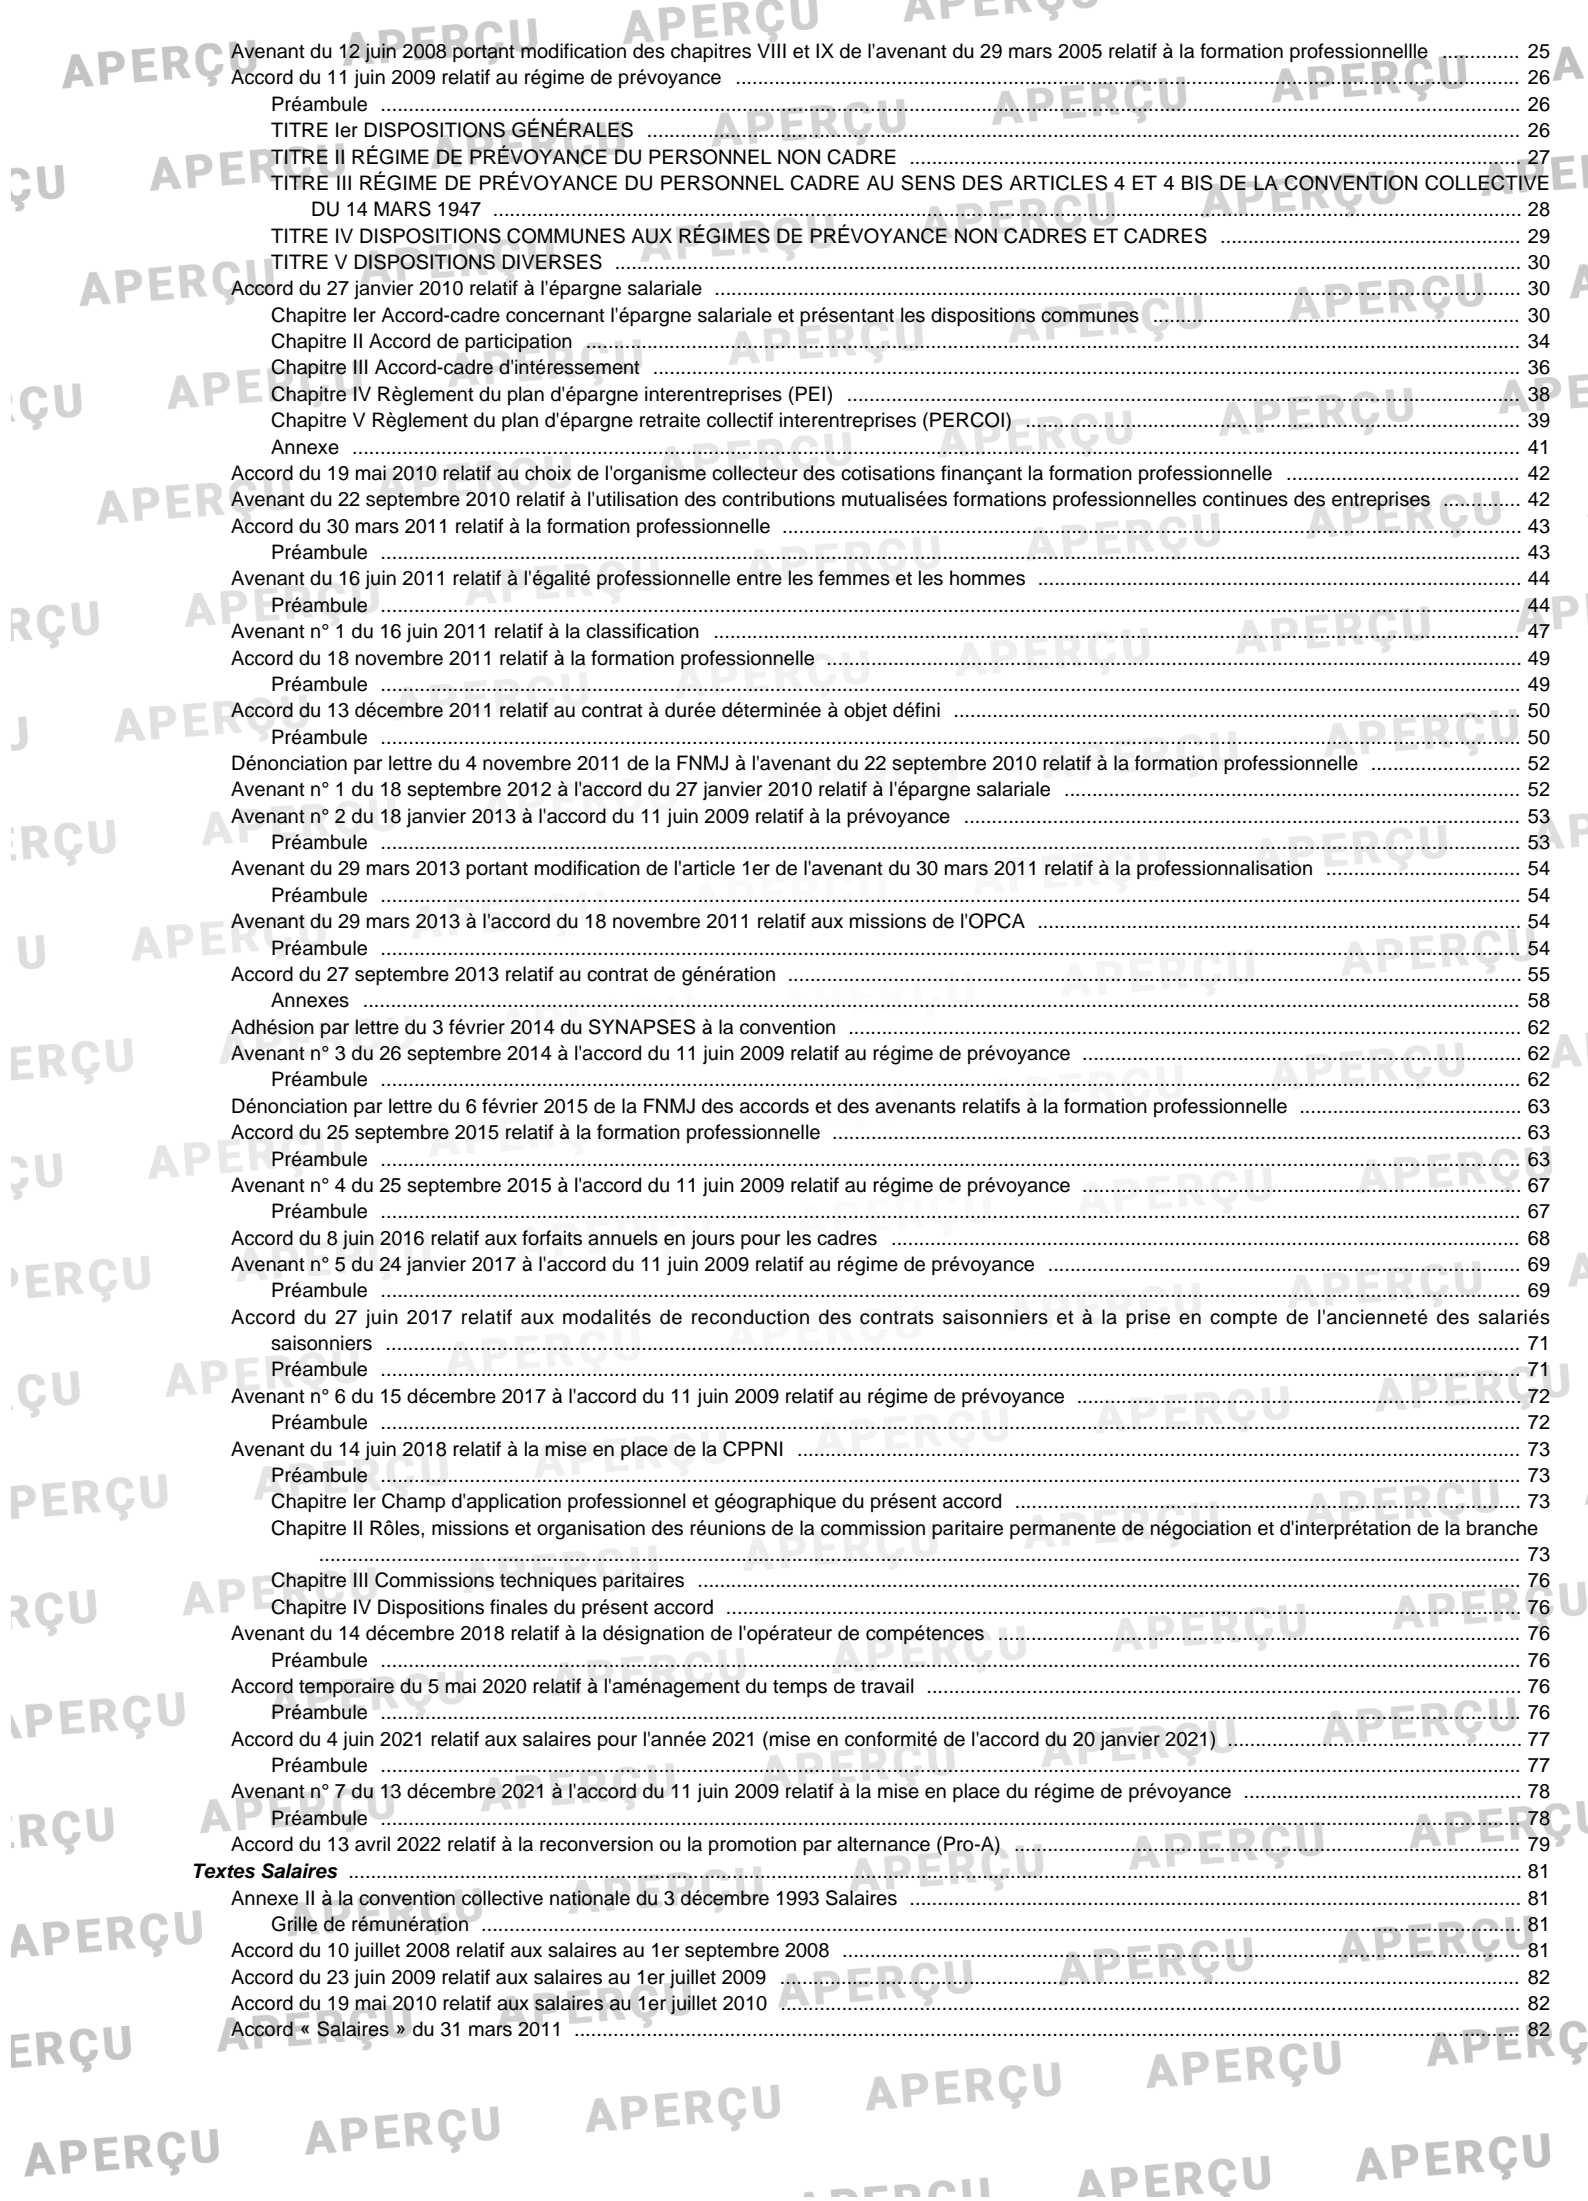 Avenant du 12 juin 2008 portant modification des chapitres VIII et IX de l'avenant du 29 mars 2005 relatif à la formation professionnellle ............. 25
Accord du 11 juin 2009 relatif au régime de prévoyance ............. 26
Préambule ............. 26
TITRE Ier DISPOSITIONS GÉNÉRALES ............. 26
TITRE II RÉGIME DE PRÉVOYANCE DU PERSONNEL NON CADRE ............. 27
TITRE III RÉGIME DE PRÉVOYANCE DU PERSONNEL CADRE AU SENS DES ARTICLES 4 ET 4 BIS DE LA CONVENTION COLLECTIVE
DU 14 MARS 1947 ............. 28
TITRE IV DISPOSITIONS COMMUNES AUX RÉGIMES DE PRÉVOYANCE NON CADRES ET CADRES ............. 29
TITRE V DISPOSITIONS DIVERSES ............. 30
Accord du 27 janvier 2010 relatif à l'épargne salariale ............. 30
Chapitre Ier Accord-cadre concernant l'épargne salariale et présentant les dispositions communes ............. 30
Chapitre II Accord de participation ............. 34
Chapitre III Accord-cadre d'intéressement ............. 36
Chapitre IV Règlement du plan d'épargne interentreprises (PEI) ............. 38
Chapitre V Règlement du plan d'épargne retraite collectif interentreprises (PERCOI) ............. 39
Annexe ............. 41
Accord du 19 mai 2010 relatif au choix de l'organisme collecteur des cotisations finançant la formation professionnelle ............. 42
Avenant du 22 septembre 2010 relatif à l'utilisation des contributions mutualisées formations professionnelles continues des entreprises ............. 42
Accord du 30 mars 2011 relatif à la formation professionnelle ............. 43
Préambule ............. 43
Avenant du 16 juin 2011 relatif à l'égalité professionnelle entre les femmes et les hommes ............. 44
Préambule ............. 44
Avenant n° 1 du 16 juin 2011 relatif à la classification ............. 47
Accord du 18 novembre 2011 relatif à la formation professionnelle ............. 49
Préambule ............. 49
Accord du 13 décembre 2011 relatif au contrat à durée déterminée à objet défini ............. 50
Préambule ............. 50
Dénonciation par lettre du 4 novembre 2011 de la FNMJ à l'avenant du 22 septembre 2010 relatif à la formation professionnelle ............. 52
Avenant n° 1 du 18 septembre 2012 à l'accord du 27 janvier 2010 relatif à l'épargne salariale ............. 52
Avenant n° 2 du 18 janvier 2013 à l'accord du 11 juin 2009 relatif à la prévoyance ............. 53
Préambule ............. 53
Avenant du 29 mars 2013 portant modification de l'article 1er de l'avenant du 30 mars 2011 relatif à la professionnalisation ............. 54
Préambule ............. 54
Avenant du 29 mars 2013 à l'accord du 18 novembre 2011 relatif aux missions de l'OPCA ............. 54
Préambule ............. 54
Accord du 27 septembre 2013 relatif au contrat de génération ............. 55
Annexes ............. 58
Adhésion par lettre du 3 février 2014 du SYNAPSES à la convention ............. 62
Avenant n° 3 du 26 septembre 2014 à l'accord du 11 juin 2009 relatif au régime de prévoyance ............. 62
Préambule ............. 62
Dénonciation par lettre du 6 février 2015 de la FNMJ des accords et des avenants relatifs à la formation professionnelle ............. 63
Accord du 25 septembre 2015 relatif à la formation professionnelle ............. 63
Préambule ............. 63
Avenant n° 4 du 25 septembre 2015 à l'accord du 11 juin 2009 relatif au régime de prévoyance ............. 67
Préambule ............. 67
Accord du 8 juin 2016 relatif aux forfaits annuels en jours pour les cadres ............. 68
Avenant n° 5 du 24 janvier 2017 à l'accord du 11 juin 2009 relatif au régime de prévoyance ............. 69
Préambule ............. 69
Accord du 27 juin 2017 relatif aux modalités de reconduction des contrats saisonniers et à la prise en compte de l'ancienneté des salariés
saisonniers ............. 71
Préambule ............. 71
Avenant n° 6 du 15 décembre 2017 à l'accord du 11 juin 2009 relatif au régime de prévoyance ............. 72
Préambule ............. 72
Avenant du 14 juin 2018 relatif à la mise en place de la CPPNI ............. 73
Préambule ............. 73
Chapitre Ier Champ d'application professionnel et géographique du présent accord ............. 73
Chapitre II Rôles, missions et organisation des réunions de la commission paritaire permanente de négociation et d'interprétation de la branche
............. 73
Chapitre III Commissions techniques paritaires ............. 76
Chapitre IV Dispositions finales du présent accord ............. 76
Avenant du 14 décembre 2018 relatif à la désignation de l'opérateur de compétences ............. 76
Préambule ............. 76
Accord temporaire du 5 mai 2020 relatif à l'aménagement du temps de travail ............. 76
Préambule ............. 76
Accord du 4 juin 2021 relatif aux salaires pour l'année 2021 (mise en conformité de l'accord du 20 janvier 2021) ............. 77
Préambule ............. 77
Avenant n° 7 du 13 décembre 2021 à l'accord du 11 juin 2009 relatif à la mise en place du régime de prévoyance ............. 78
Préambule ............. 78
Accord du 13 avril 2022 relatif à la reconversion ou la promotion par alternance (Pro-A) ............. 79
Textes Salaires ............. 81
Annexe II à la convention collective nationale du 3 décembre 1993 Salaires ............. 81
Grille de rémunération ............. 81
Accord du 10 juillet 2008 relatif aux salaires au 1er septembre 2008 ............. 81
Accord du 23 juin 2009 relatif aux salaires au 1er juillet 2009 ............. 82
Accord du 19 mai 2010 relatif aux salaires au 1er juillet 2010 ............. 82
Accord « Salaires » du 31 mars 2011 ............. 82
APERÇU